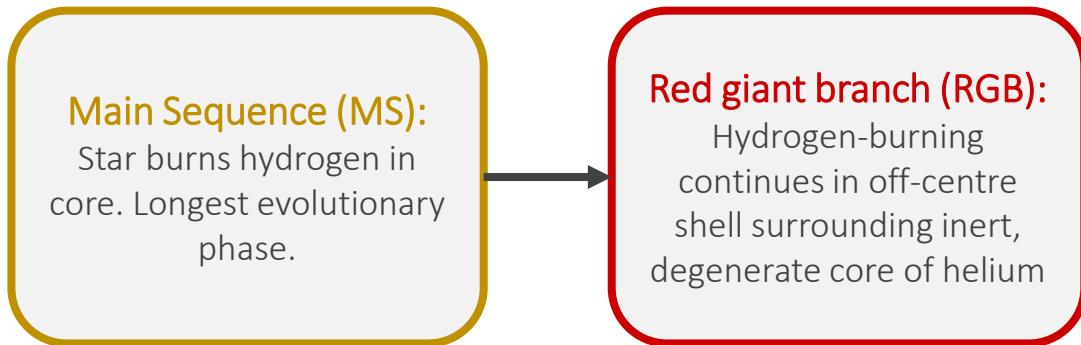 Main Sequence (MS):
Star burns hydrogen in
core. Longest evolutionary
phase.
Red giant branch (RGB):
Hydrogen-burning
continues in off-centre
shell surrounding inert,
degenerate core of helium